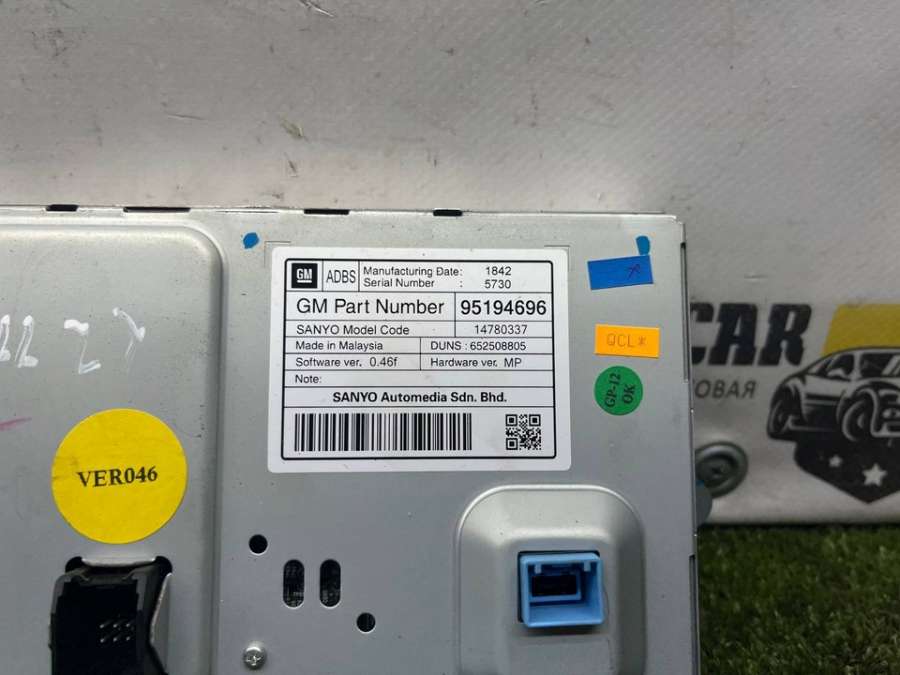 GM
ADBS
Manufacturing Date: 1842
Serial Number : 5730
GM Part Number 95194696
SANYO Model Code 14780337
Made in Malaysia DUNS : 652508805
Software ver. 0.46f Hardware ver. MP
Note:
SANYO Automedia Sdn. Bhd.
QCL*
GP-12
OK
VER046
CAR
ОВАЯ